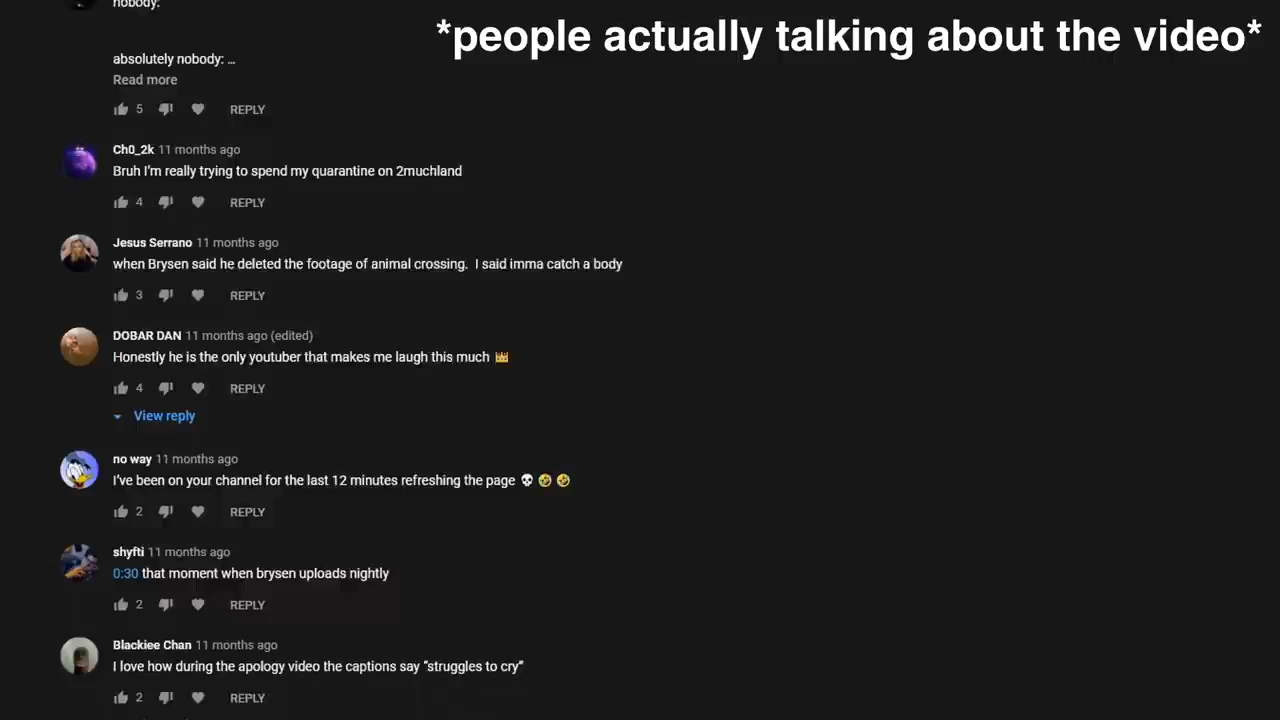 nobody:
*people actually talking about the video*
absolutely nobody: ...
Read more
5 REPLY
Ch0_2k 11 months ago
Bruh I'm really trying to spend my quarantine on 2muchland
4 REPLY
Jesus Serrano 11 months ago
when Brysen said he deleted the footage of animal crossing.  I said imma catch a body
3 REPLY
DOBAR DAN 11 months ago (edited)
Honestly he is the only youtuber that makes me laugh this much 👑
4 REPLY
View reply
no way 11 months ago
I've been on your channel for the last 12 minutes refreshing the page 💀 🤣 🤣
2 REPLY
shyfti 11 months ago
0:30 that moment when brysen uploads nightly
2 REPLY
Blackiee Chan 11 months ago
I love how during the apology video the captions say “struggles to cry”
2 REPLY